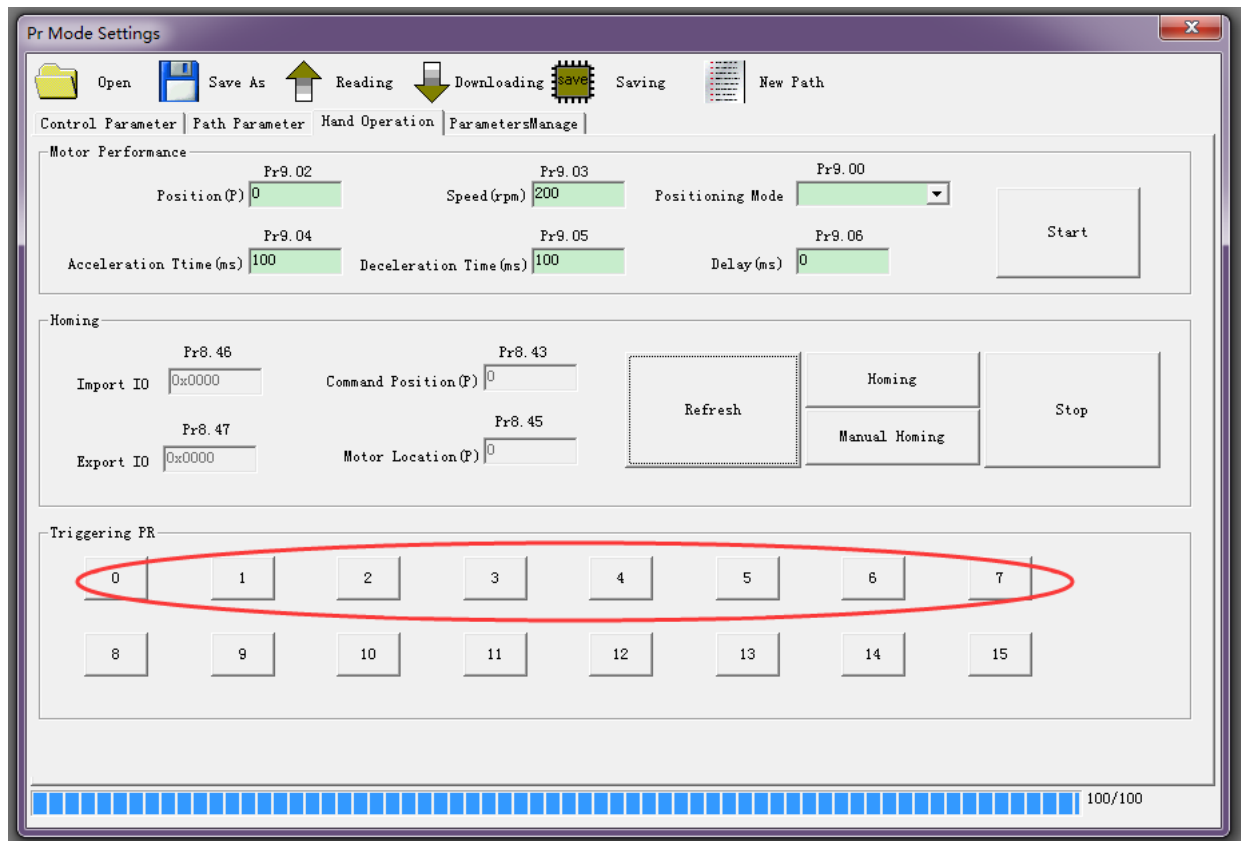 Pr Mode Settings
Open Save As Reading Downloading save Saving New Path
Control Parameter Path Parameter Hand Operation ParametersManage
Motor Performance
Pr9.02 Pr9.03 Pr9.00
Position(P) 0 Speed(rpm) 200 Positioning Mode
Start
Pr9.04 Pr9.05 Pr9.06
Acceleration Ttime(ms) 100 Deceleration Time(ms) 100 Delay(ms) 0
Homing
Pr8.46 Pr8.43
Import IO 0x0000 Command Position(P) 0
Refresh Homing Stop
Manual Homing
Pr8.47 Pr8.45
Export IO 0x0000 Motor Location(P) 0
Triggering PR
0 1 2 3 4 5 6 7
8 9 10 11 12 13 14 15
100/100